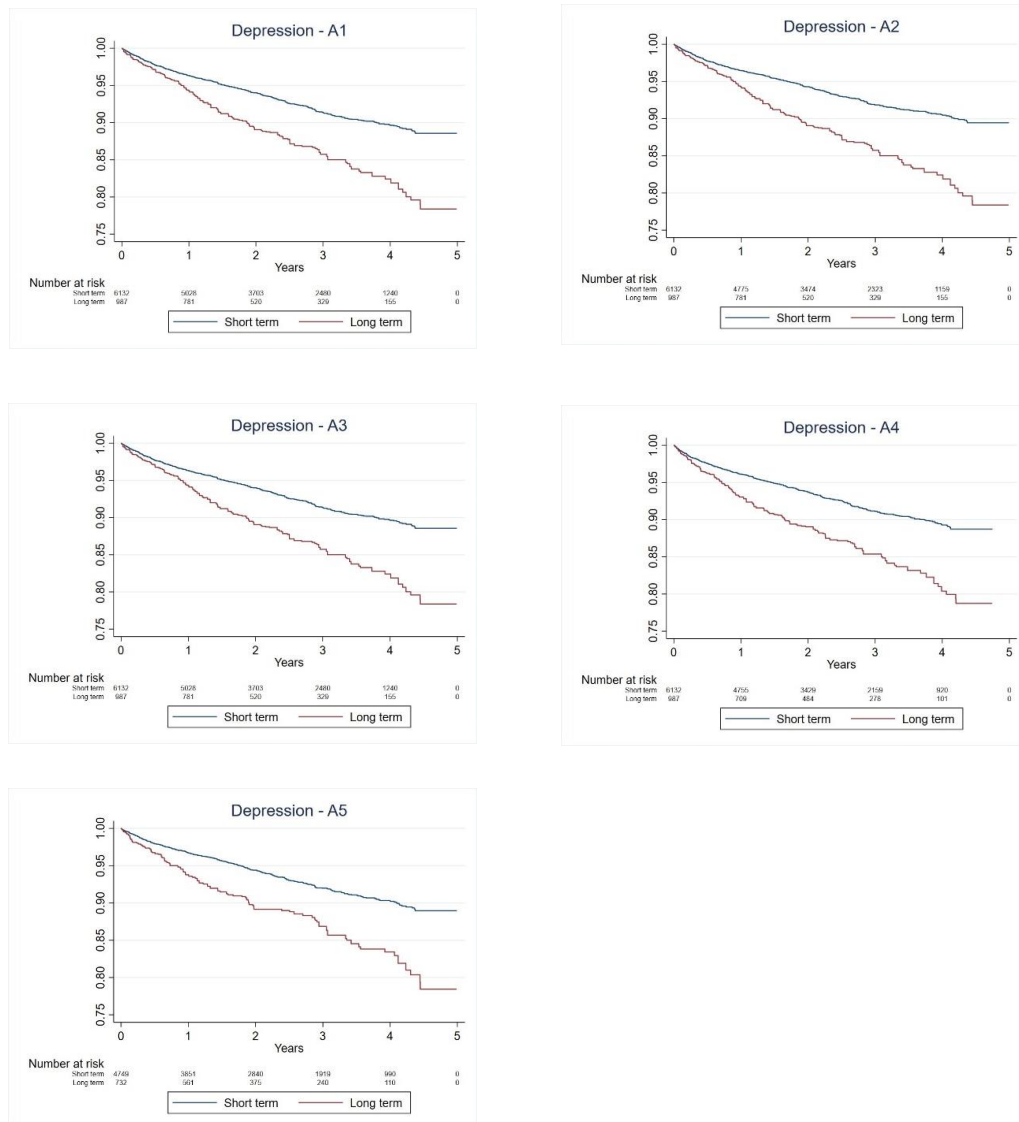 Depression - A1
1.00
0.95
0.90
0.85
0.80
0.75
0 1 2 3 4 5
Years
Number at risk
Short term 6132 5028 3703 2480 1240 0
Long term 987 781 520 329 155 0
Short term Long term
Depression - A2
1.00
0.95
0.90
0.85
0.80
0.75
0 1 2 3 4 5
Years
Number at risk
Short term 6132 4775 3474 2323 1159 0
Long term 987 781 520 329 155 0
Short term Long term
Depression - A3
1.00
0.95
0.90
0.85
0.80
0.75
0 1 2 3 4 5
Years
Number at risk
Short term 6132 5028 3703 2480 1240 0
Long term 987 781 520 329 155 0
Short term Long term
Depression - A4
1.00
0.95
0.90
0.85
0.80
0.75
0 1 2 3 4 5
Years
Number at risk
Short term 6132 4755 3429 2159 920 0
Long term 987 709 484 278 101 0
Short term Long term
Depression - A5
1.00
0.95
0.90
0.85
0.80
0.75
0 1 2 3 4 5
Years
Number at risk
Short term 4749 3851 2840 1919 990 0
Long term 732 561 375 240 110 0
Short term Long term